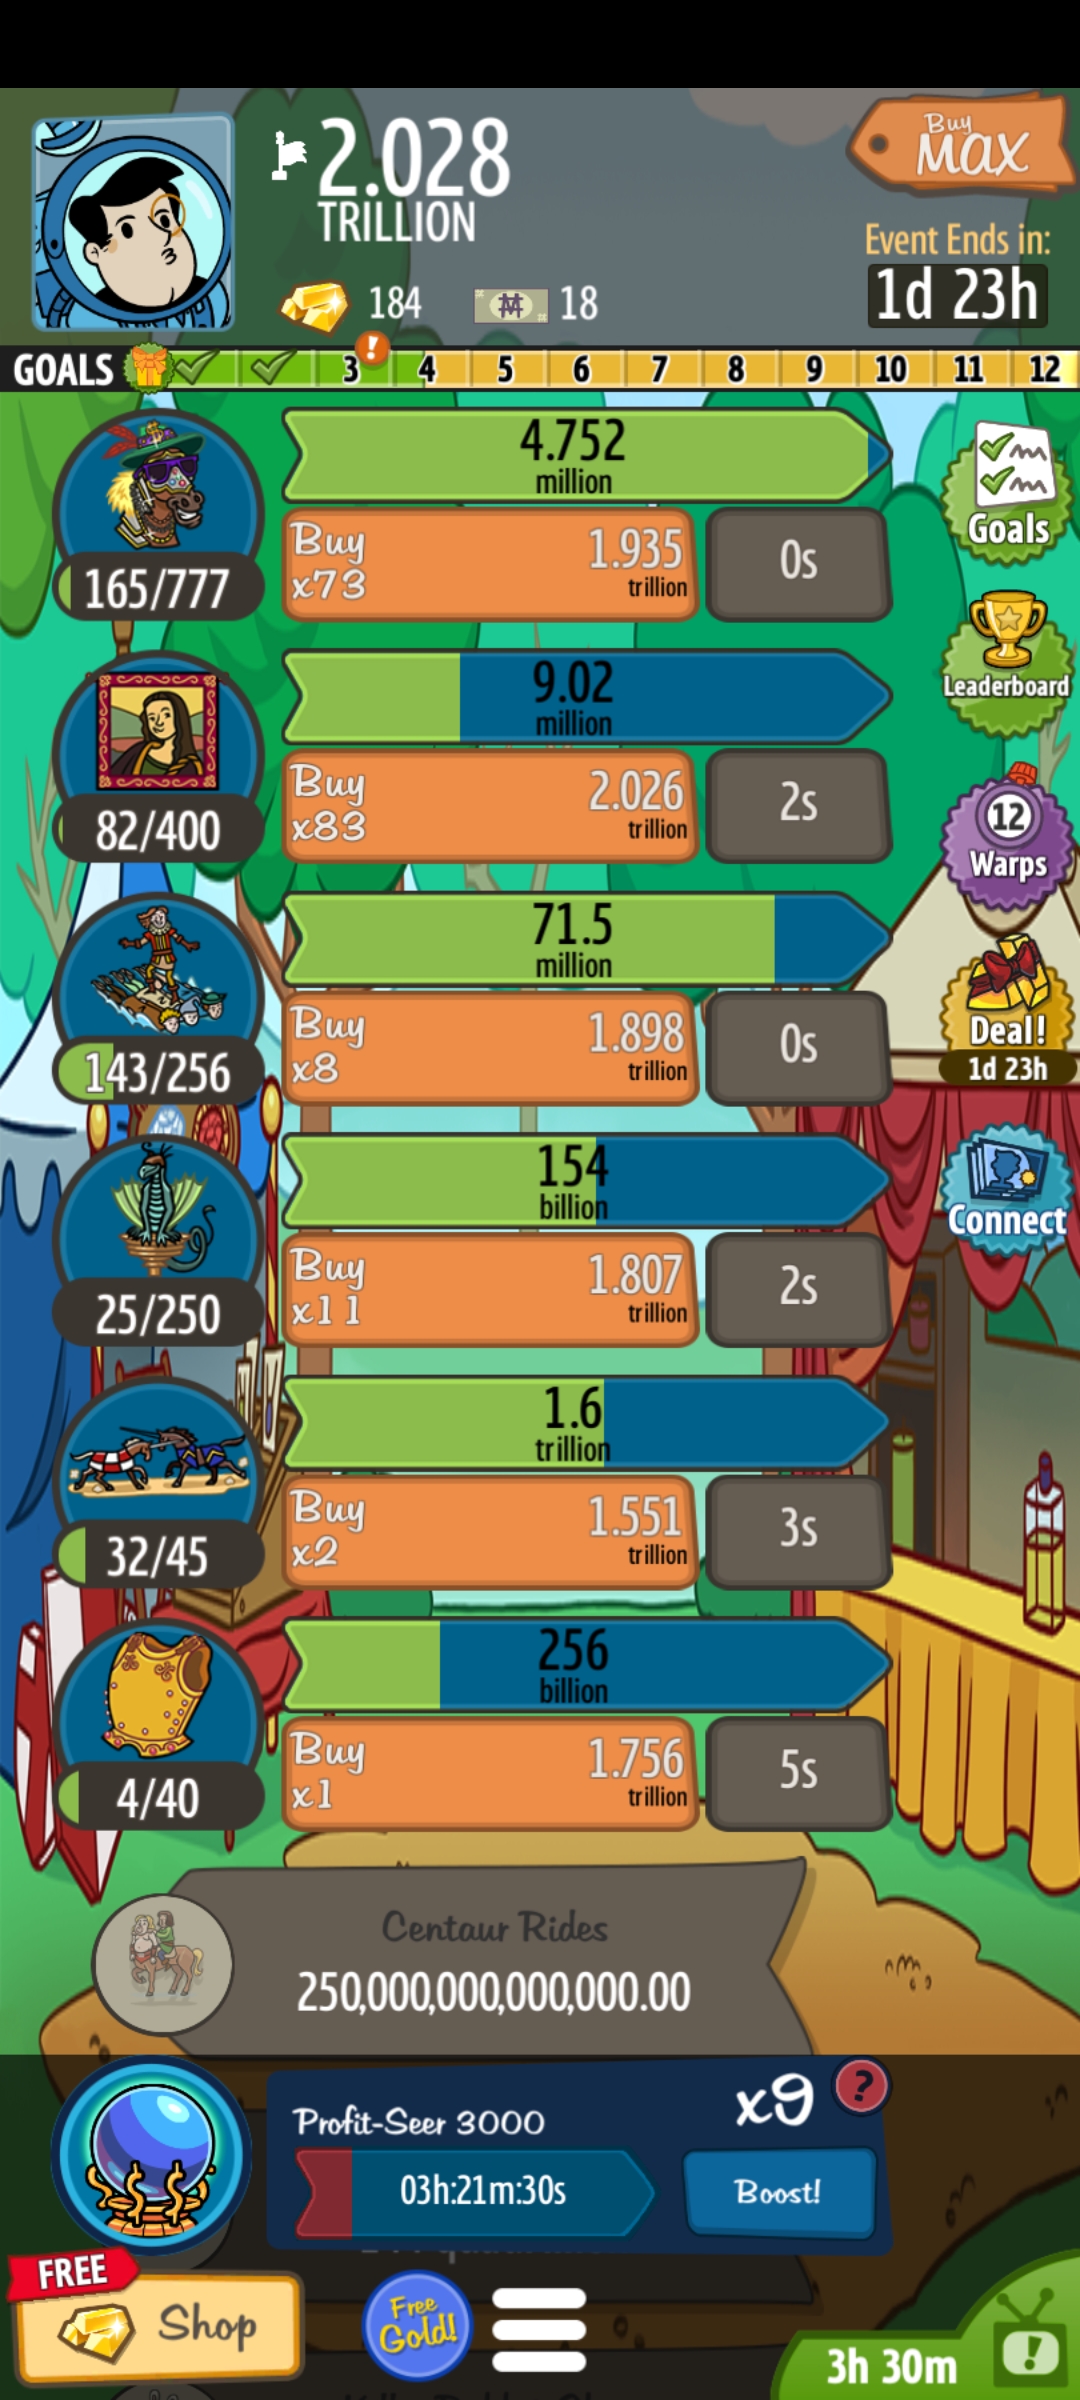 2.028
TRILLION
Buy
MAX
Event Ends in:
1d 23h
184
18
GOALS
!
3 4 5 6 7 8 9 10 11 12
4.752
million
Buy
x73
1.935
trillion
0s
165/777
Goals
9.02
million
Leaderboard
Buy
x83
2.026
trillion
2s
82/400
12
Warps
71.5
million
Buy
x8
1.898
trillion
0s
143/256
Deal!
1d 23h
154
billion
Connect
Buy
x11
1.807
trillion
2s
25/250
1.6
trillion
Buy
x2
1.551
trillion
3s
32/45
256
billion
Buy
x1
1.756
trillion
5s
4/40
Centaur Rides
250,000,000,000,000.00
Profit-Seer 3000
x9
?
03h:21m:30s
Boost!
FREE
Shop
Free
Gold!
3h 30m
!